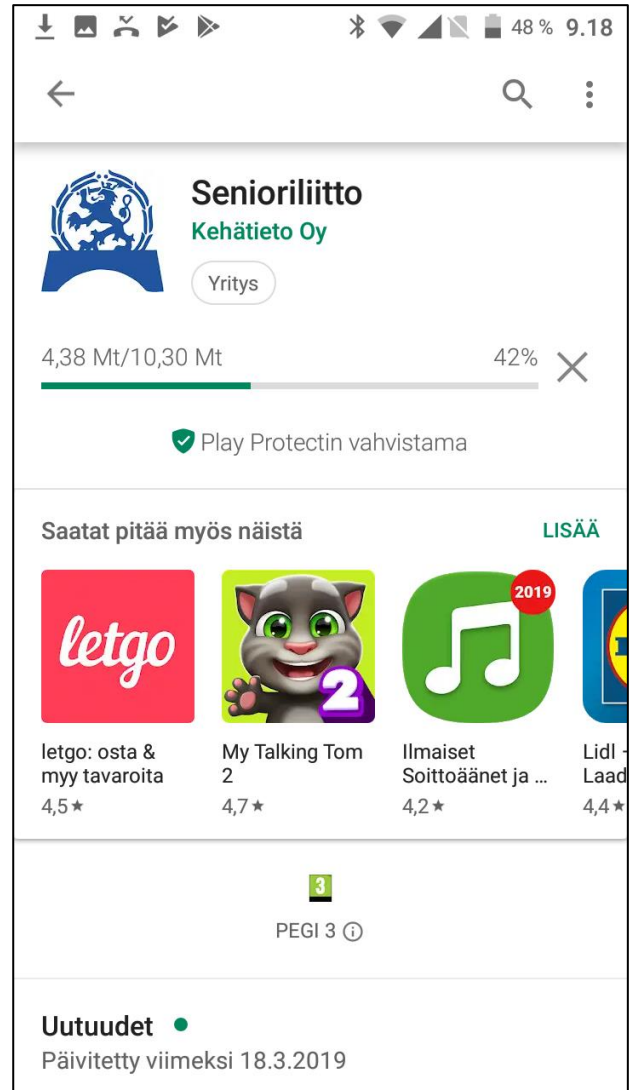 48 % 9.18
Senioriliitto
Kehätieto Oy
Yritys
4,38 Mt/10,30 Mt 42%
Play Protectin vahvistama
Saatat pitää myös näistä LISÄÄ
letgo
2
2019
letgo: osta & My Talking Tom Ilmaiset Lidl -
myy tavaroita 2 Soittoäänet ja ... Laad
4,5★ 4,7★ 4,2★ 4,4★
3
PEGI 3
Uutuudet
Päivitetty viimeksi 18.3.2019